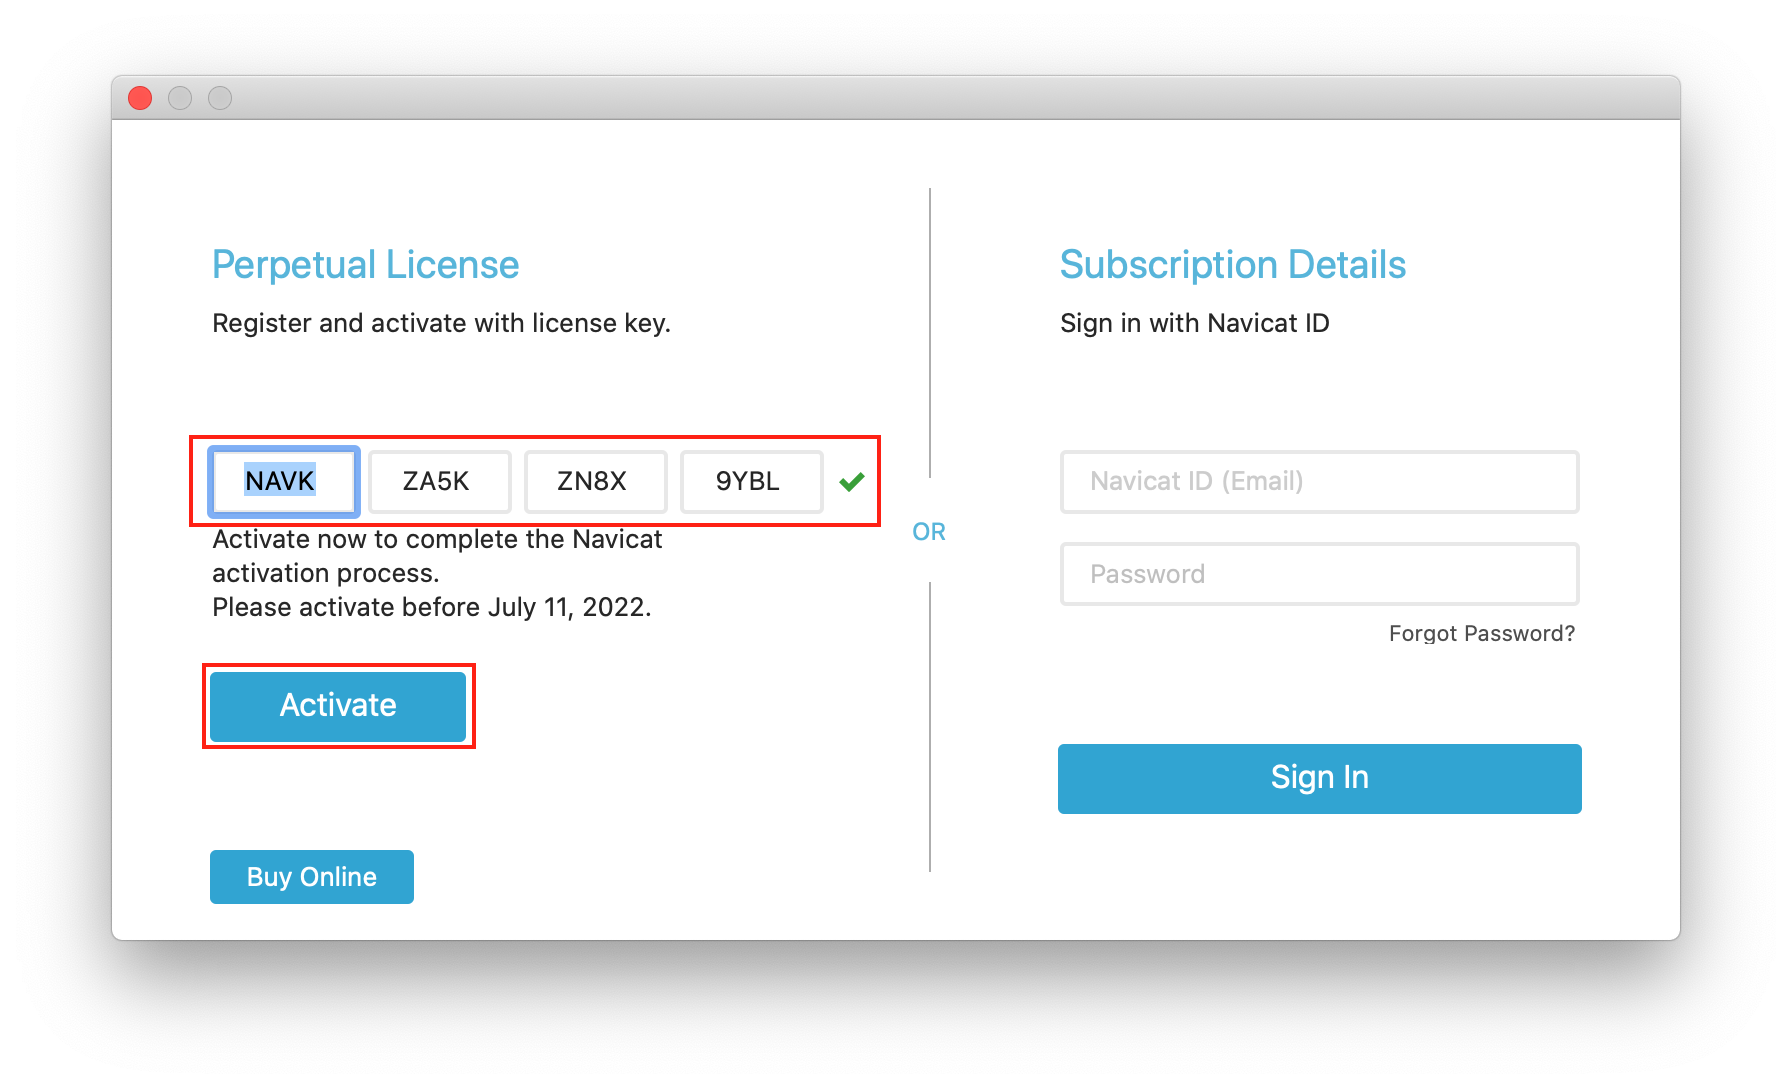 Perpetual License
Register and activate with license key.
NAVK ZA5K ZN8X 9YBL
Activate now to complete the Navicat
activation process.
Please activate before July 11, 2022.
Activate
Buy Online
OR
Subscription Details
Sign in with Navicat ID
Navicat ID (Email)
Password
Forgot Password?
Sign In